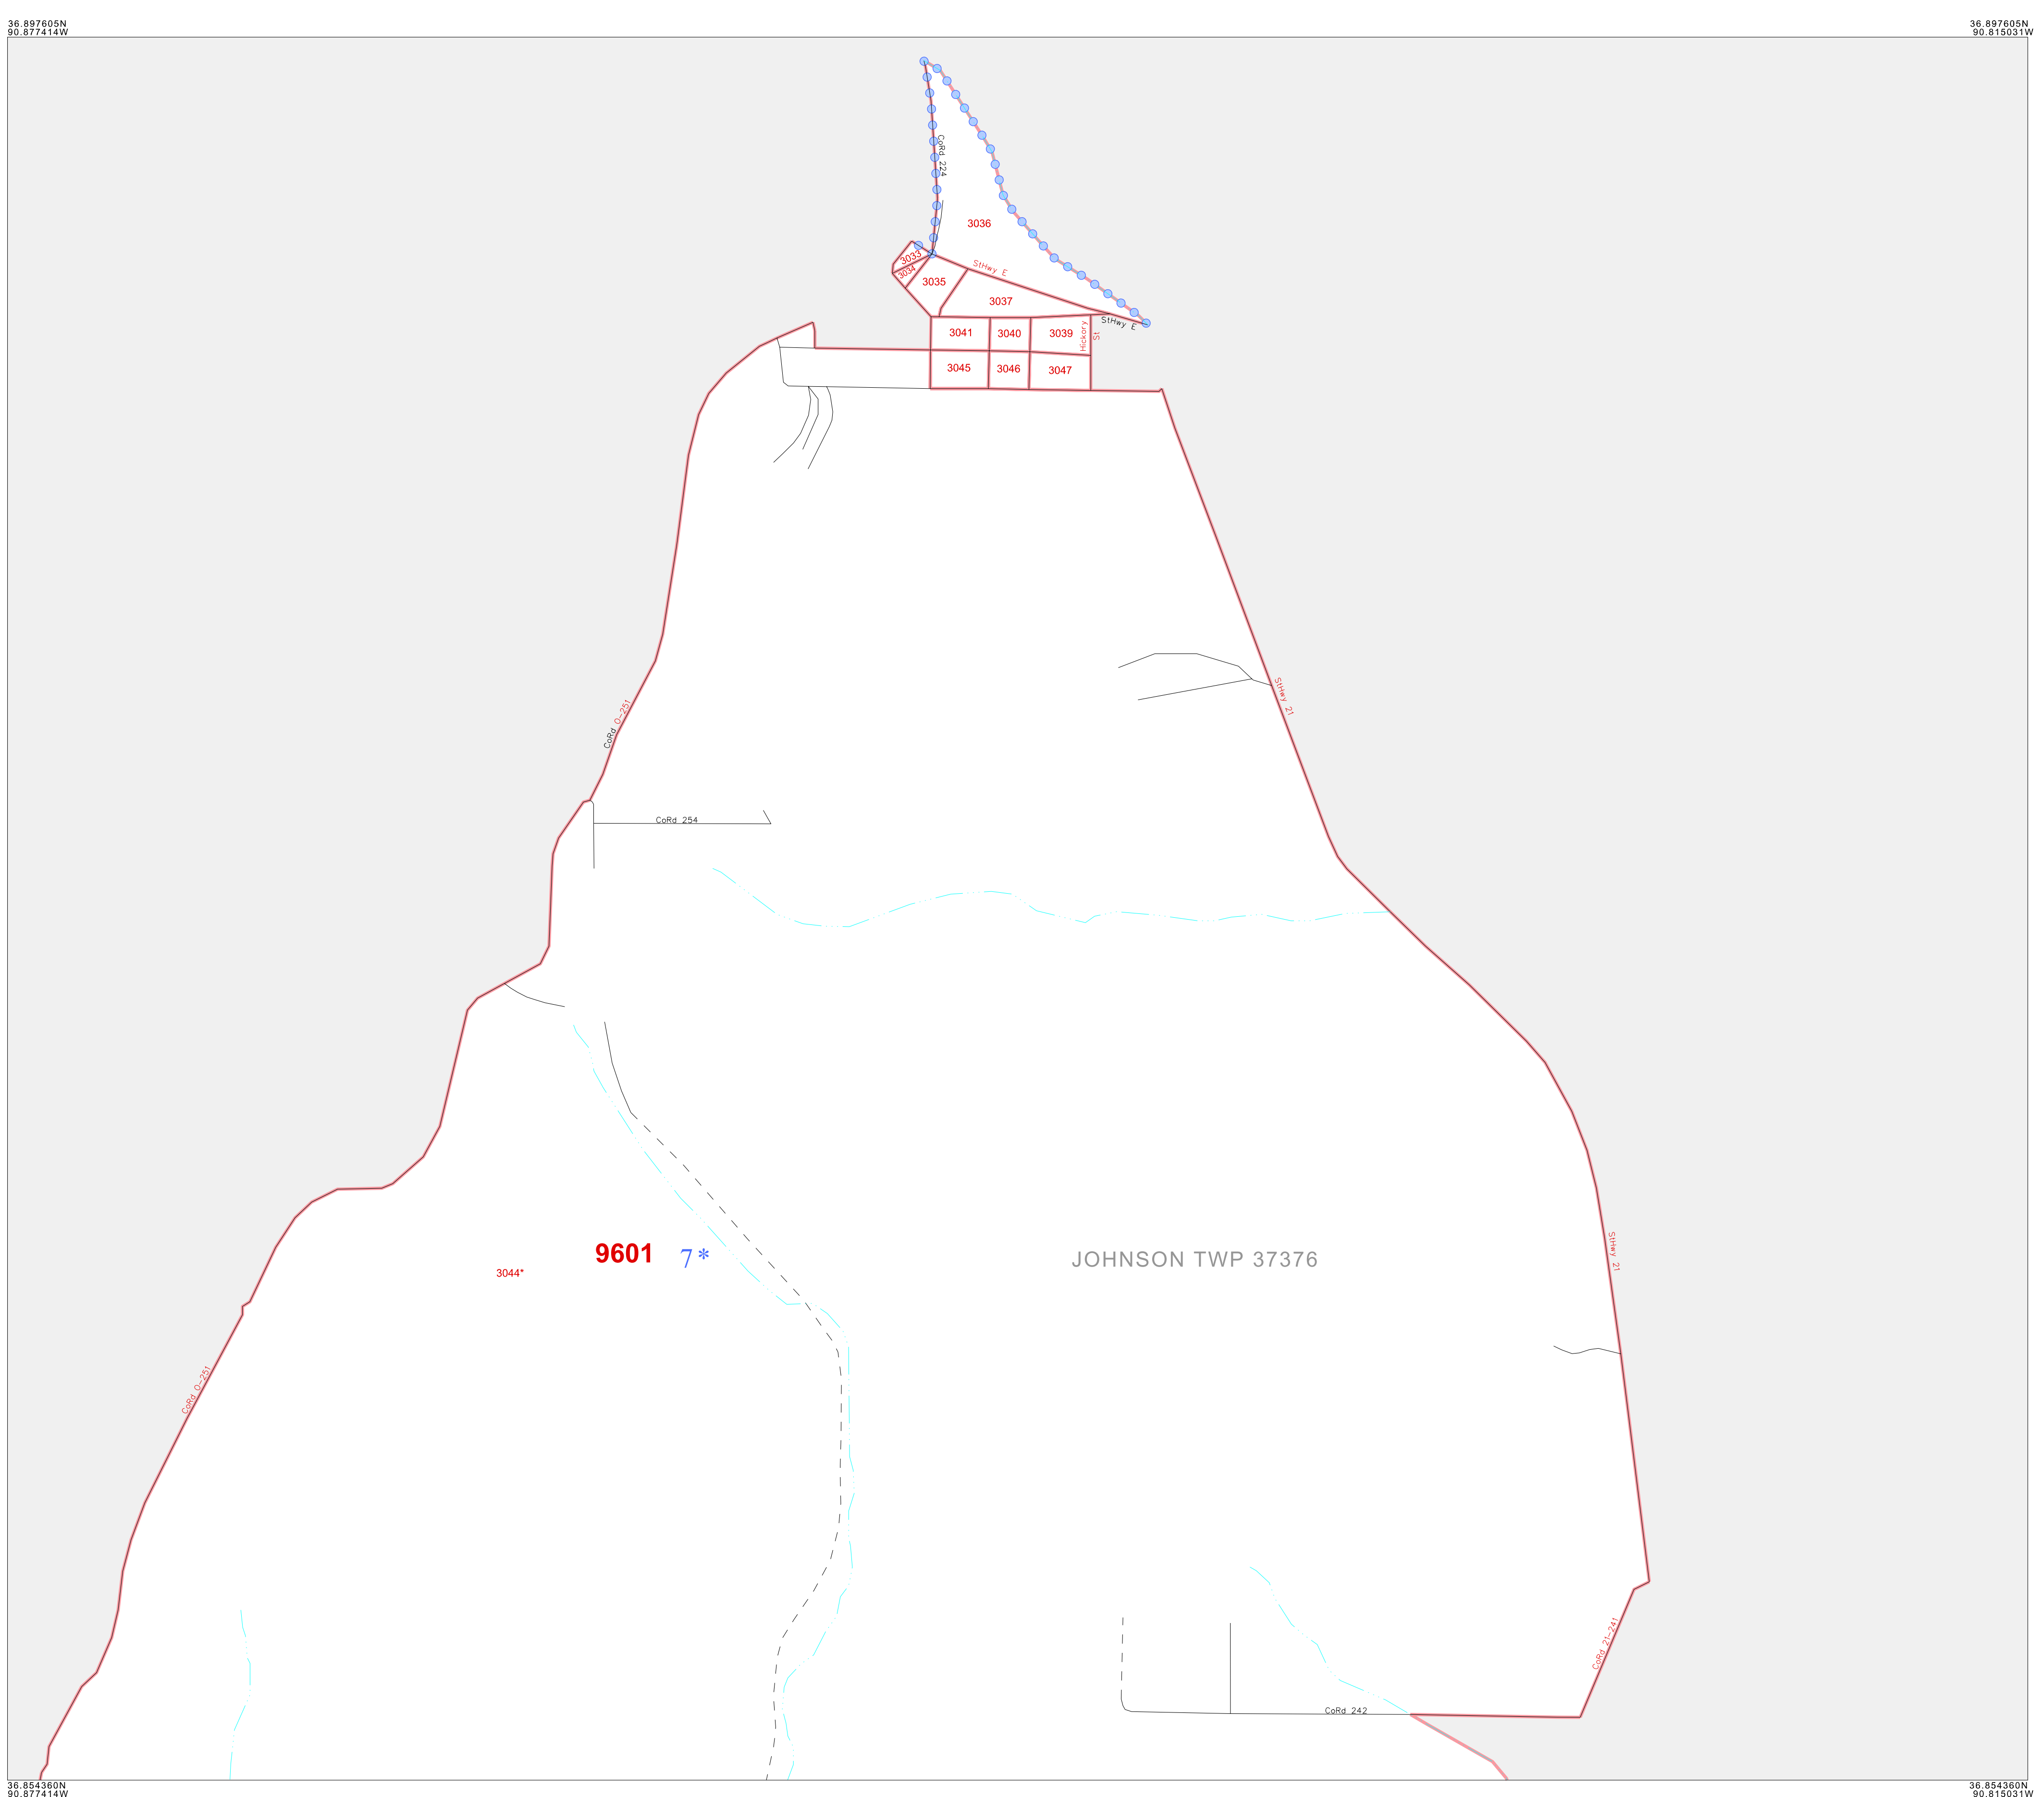 36.897605N
90.877414W
36.897605N
90.815031W
CoRd 224
3036
3033
3034
StHwy E
3035
3037
StHwy E
3041
3040
3039
Hickory St
3045
3046
3047
StHwy 21
CoRd O-251
CoRd 254
StHwy 21
9601
7*
JOHNSON TWP 37376
3044*
CoRd O-251
CoRd 21-241
CoRd 242
36.854360N
90.877414W
36.854360N
90.815031W